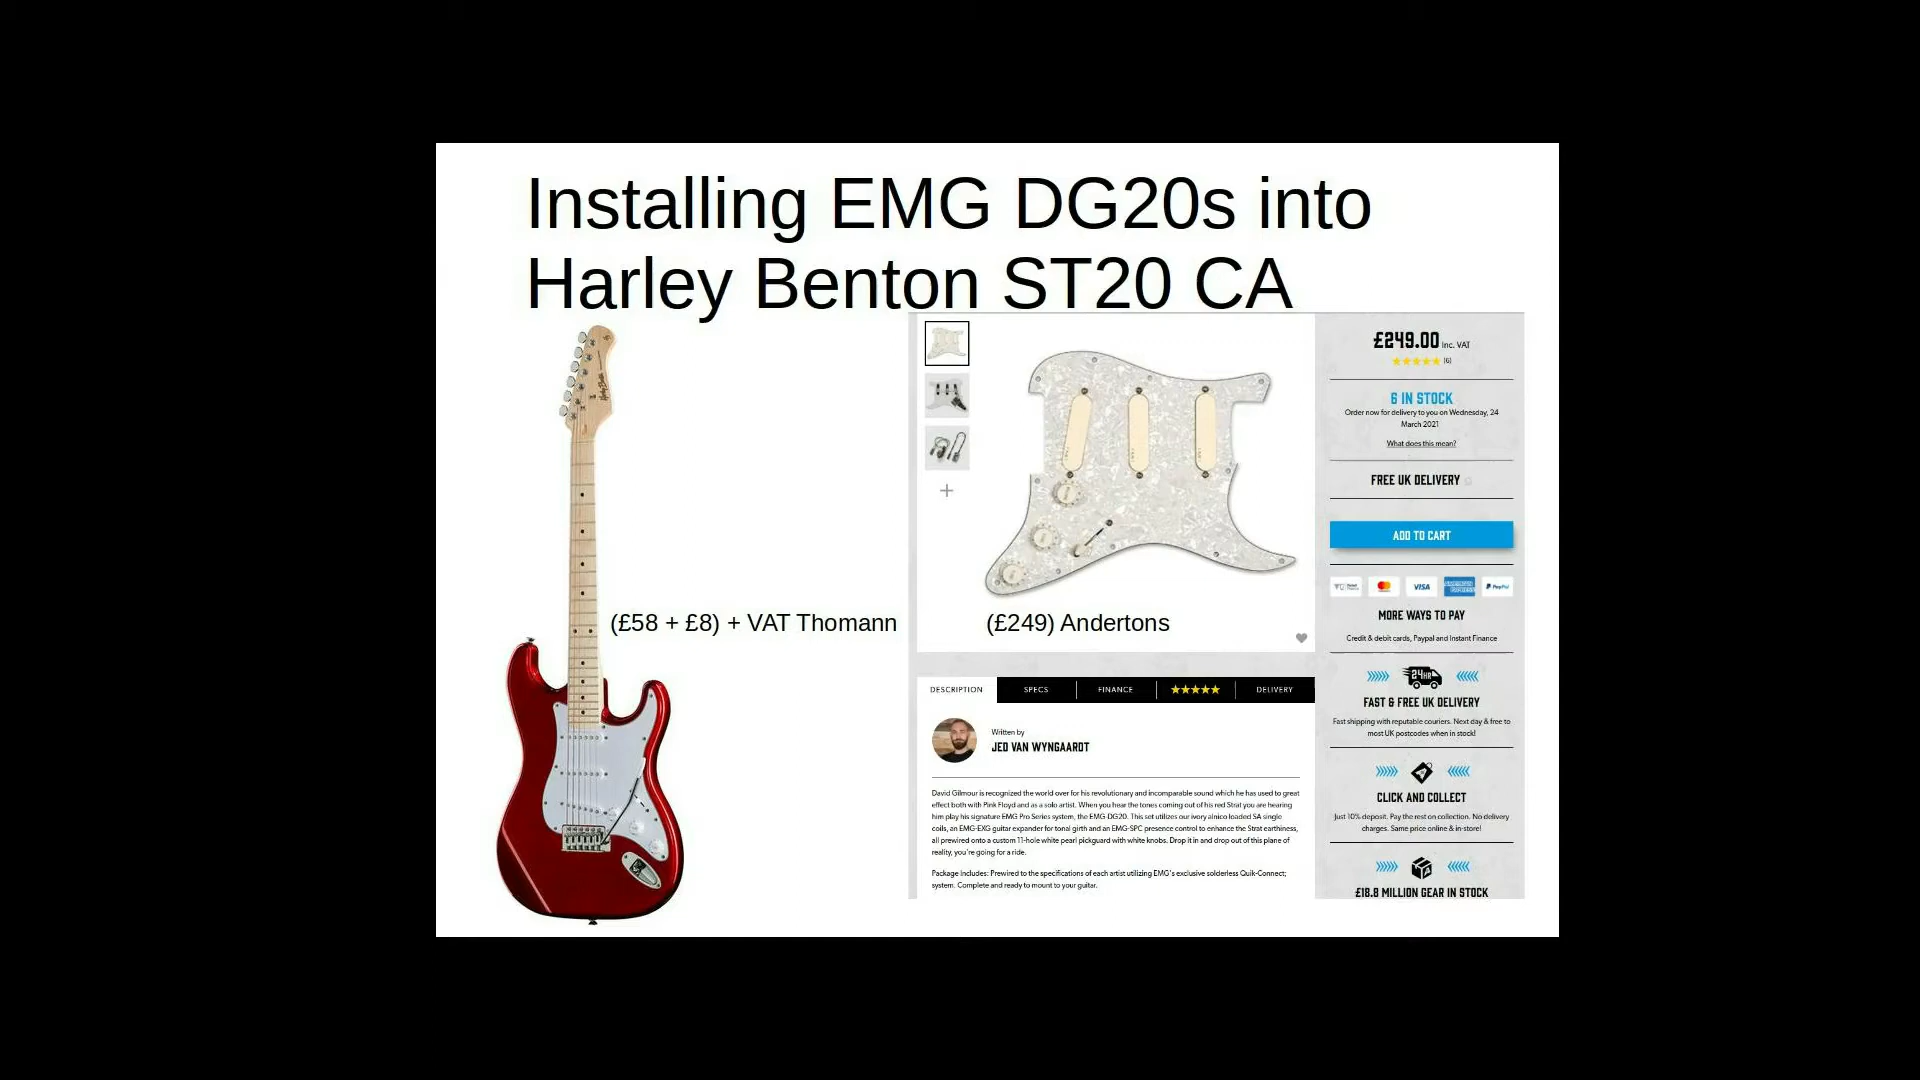 Installing EMG DG20s into
Harley Benton ST20 CA
(£58 + £8) + VAT Thomann
(£249) Andertons
DESCRIPTION
SPECS
FINANCE
DELIVERY
Written by
JED VAN WYNGAARDT
David Gilmour is recognized the world over for his revolutionary and incomparable sound which he has used to great
effect both with Pink Floyd and as a solo artist. When you hear the tones coming out of his red Strat you are hearing
him play his signature EMG Pro Series system, the EMG-DG20. This set utilizes our ivory alnico loaded SA single
coils, an EMG-EXG guitar expander for tonal girth and an EMG-SPC presence control to enhance the Strat earthiness,
all prewired onto a custom 11-hole white pearl pickguard with white knobs. Drop it in and drop out of this plane of
reality, you're going for a ride.
Package Includes: Prewired to the specifications of each artist utilizing EMG's exclusive solderless Quik-Connect;
system. Complete and ready to mount to your guitar.
£249.00 Inc. VAT
(6)
6 IN STOCK
Order now for delivery to you on Wednesday, 24
March 2021
What does this mean?
FREE UK DELIVERY
ADD TO CART
VISA
PayPal
MORE WAYS TO PAY
Credit & debit cards, Paypal and Instant Finance
24HR
FAST & FREE UK DELIVERY
Fast shipping with reputable couriers. Next day & free to
most UK postcodes when in stock!
CLICK AND COLLECT
Just 10% deposit. Pay the rest on collection. No delivery
charges. Same price online & in-store!
£18.8 MILLION GEAR IN STOCK